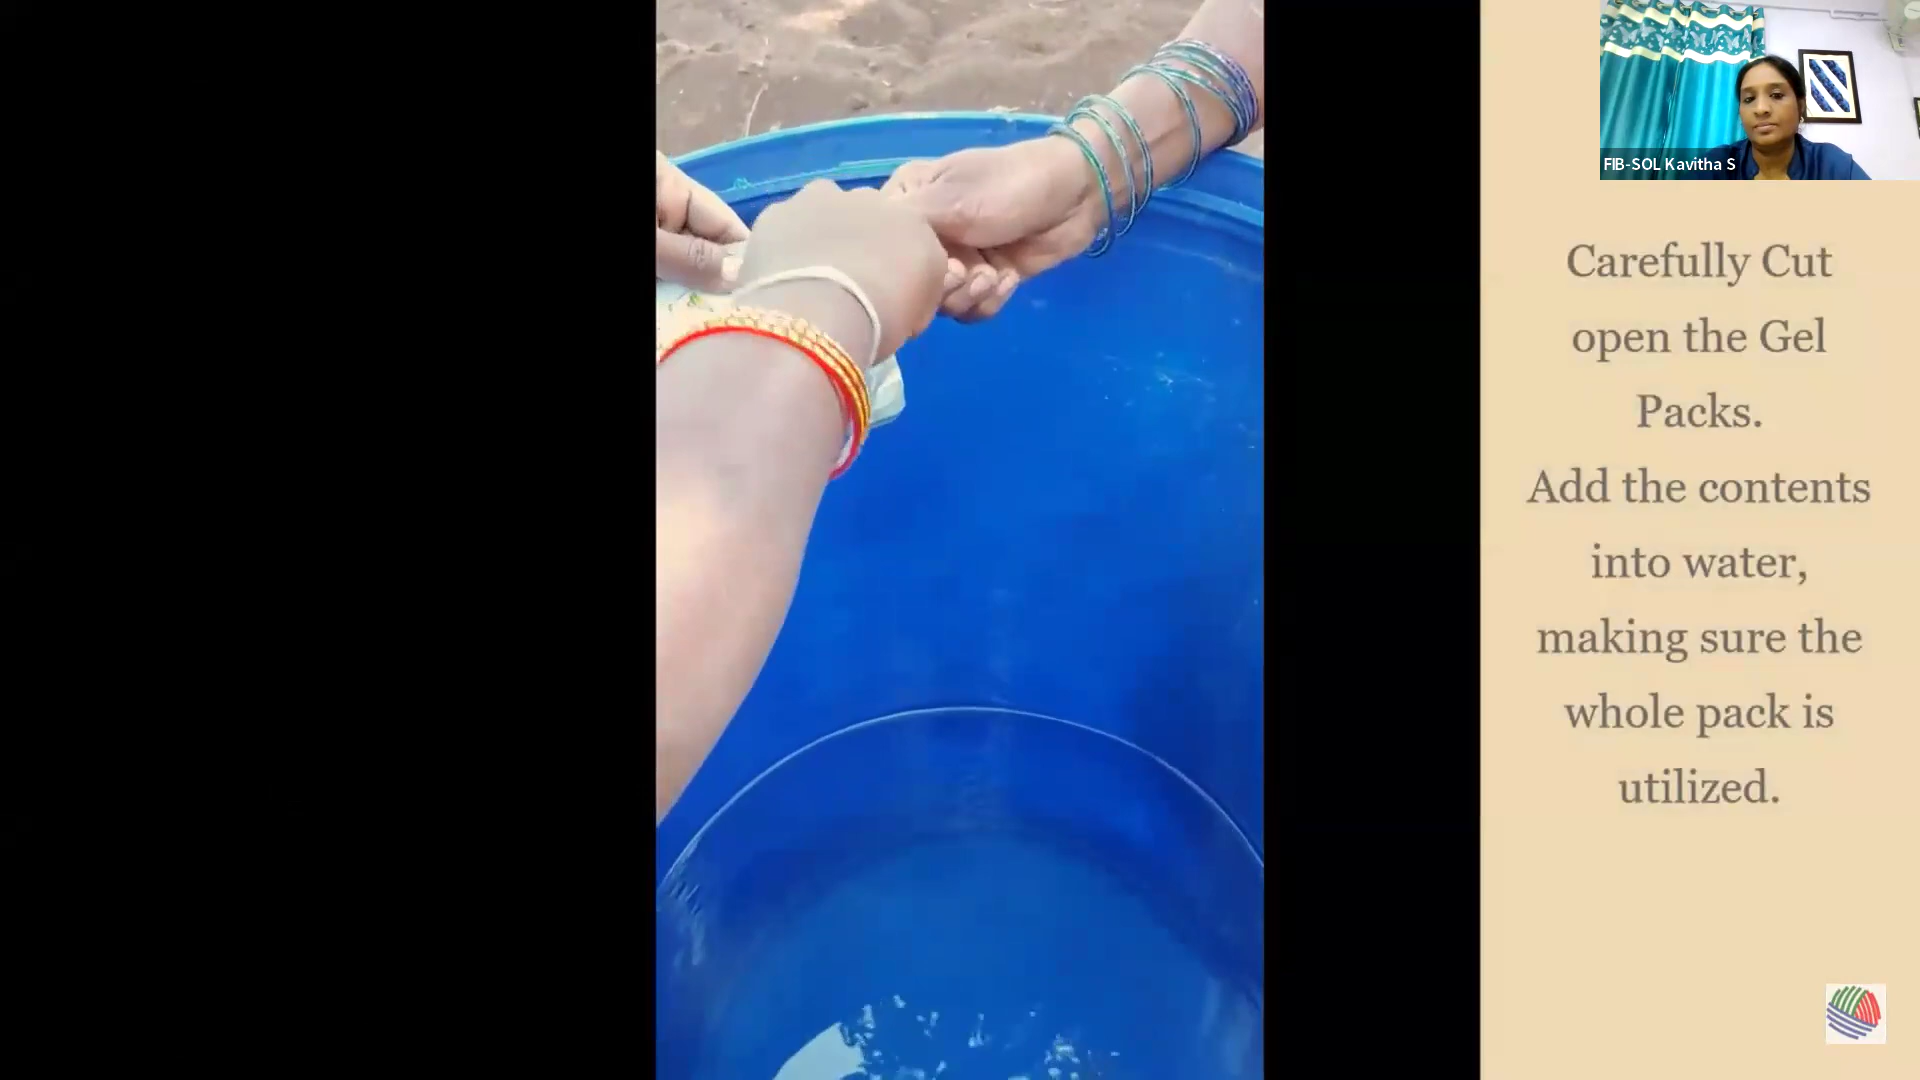 FIB-SOL Kavitha S
Carefully Cut
open the Gel
Packs.
Add the contents
into water,
making sure the
whole pack is
utilized.